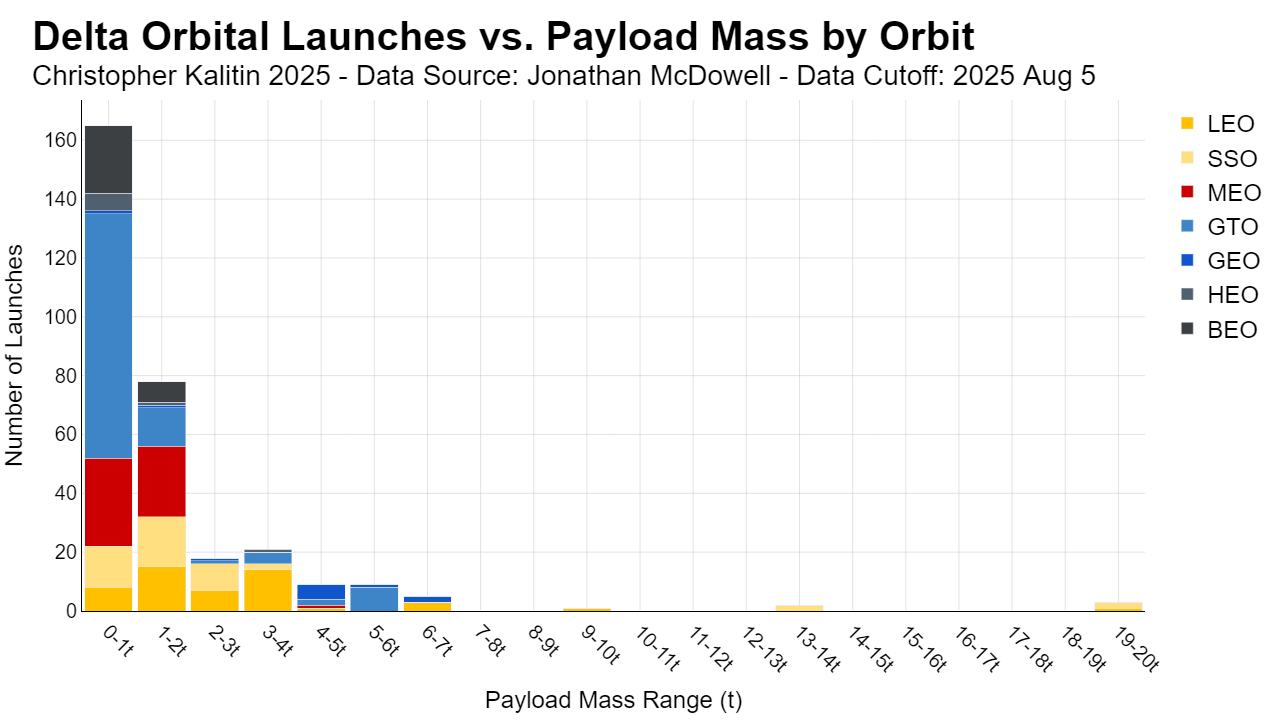 Delta Orbital Launches vs. Payload Mass by Orbit
Christopher Kalitin 2025 - Data Source: Jonathan McDowell - Data Cutoff: 2025 Aug 5
LEO
SSO
MEO
GTO
GEO
HEO
BEO
Number of Launches
160
140
120
100
80
60
40
20
0
0-1t
1-2t
2-3t
3-4t
4-5t
5-6t
6-7t
7-8t
8-9t
9-10t
10-11t
11-12t
12-13t
13-14t
14-15t
15-16t
16-17t
17-18t
18-19t
19-20t
Payload Mass Range (t)